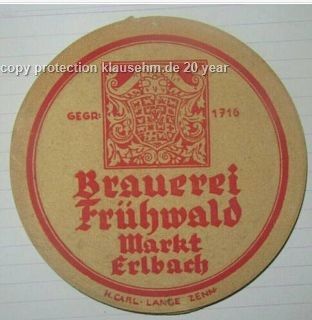 copy protection klausehm.de 20 year
GEGR: 1716
Brauerei
Frühwald
Markt
Erlbach
H. CARL - LANGE ZENN